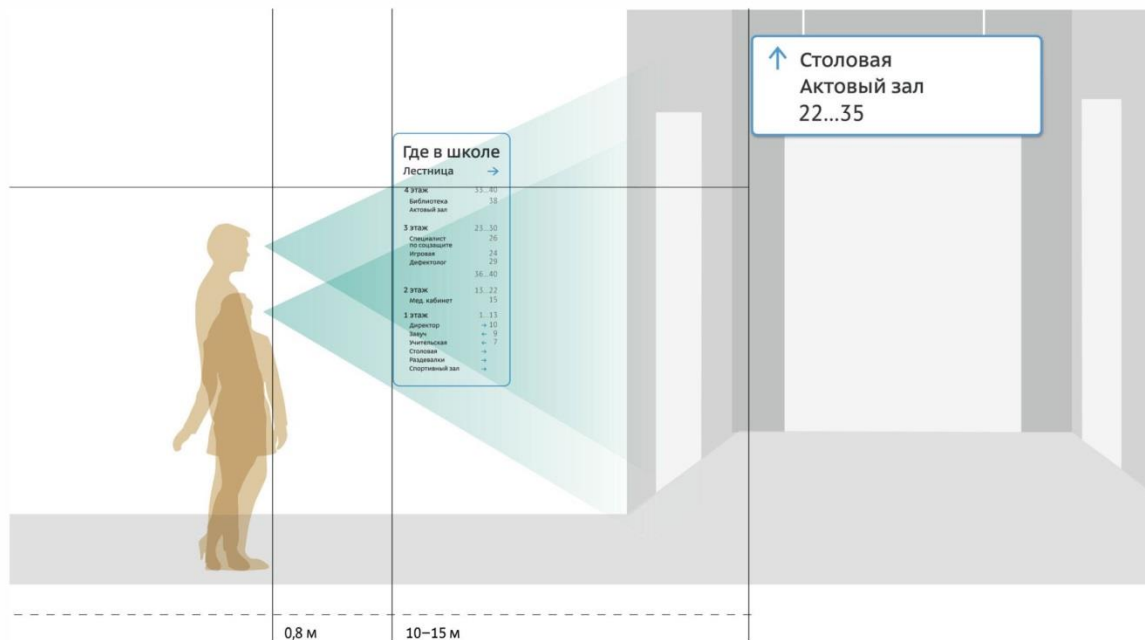 Где в школе
Лестница →
4 этаж 33...40
Библиотека 38
Актовый зал
3 этаж 23...30
Специалист
по соцзащите 26
Игровая 24
Дефектолог 29
36...40
2 этаж 13...22
Мед. кабинет 15
1 этаж 1...13
Директор → 10
Завуч ← 9
Учительская ← 7
Столовая →
Раздевалки →
Спортивный зал →
↑ Столовая
Актовый зал
22...35
0,8 м
10–15 м